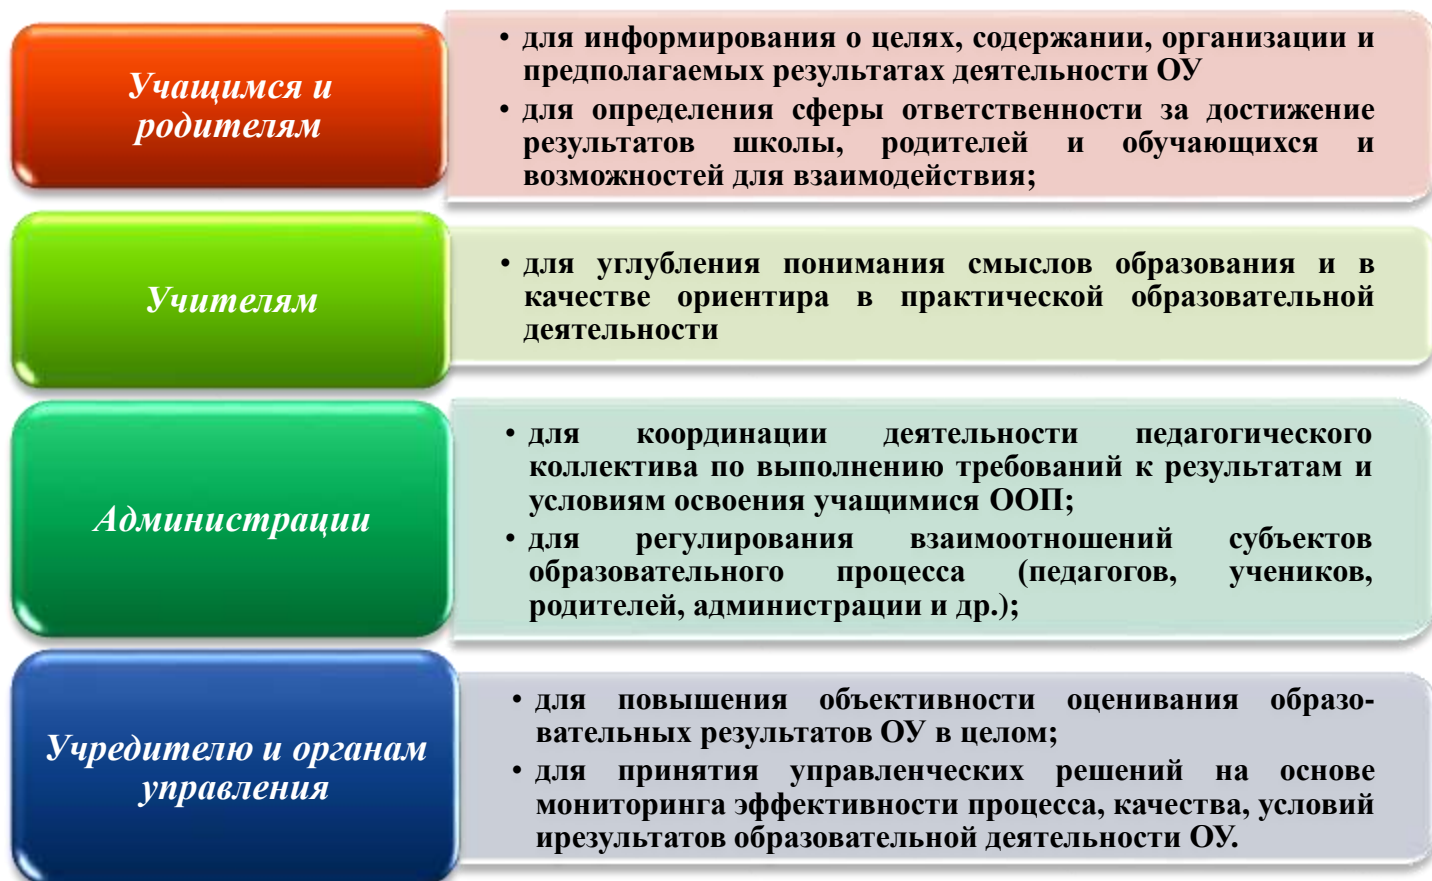 Учащимся и
родителям
• для информирования о целях, содержании, организации и
предполагаемых результатах деятельности ОУ
• для определения сферы ответственности за достижение
результатов школы, родителей и обучающихся и
возможностей для взаимодействия;
Учителям
• для углубления понимания смыслов образования и в
качестве ориентира в практической образовательной
деятельности
Администрации
• для координации деятельности педагогического
коллектива по выполнению требований к результатам и
условиям освоения учащимися ООП;
• для регулирования взаимоотношений субъектов
образовательного процесса (педагогов, учеников,
родителей, администрации и др.);
Учредителю и органам
управления
• для повышения объективности оценивания образо-
вательных результатов ОУ в целом;
• для принятия управленческих решений на основе
мониторинга эффективности процесса, качества, условий
ирезультатов образовательной деятельности ОУ.